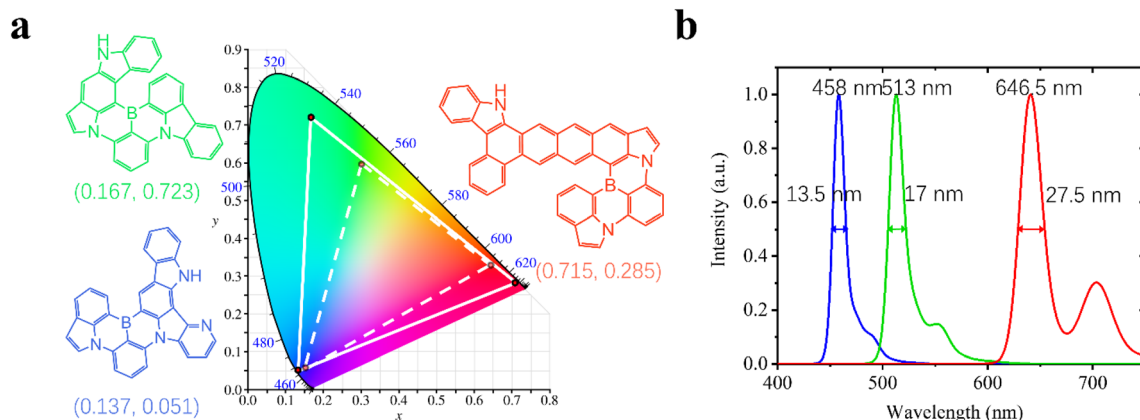 a
NH
B
N
N
(0.167, 0.723)
NH
N
B
N
N
(0.137, 0.051)
0.9
0.8
0.7
0.6
0.5
0.4
0.3
0.2
0.1
0.0
y
0.0 0.1 0.2 0.3 0.4 0.5 0.6 0.7 0.8
x
520
540
560
580
600
620
500
480
460
NH
N
B
N
(0.715, 0.285)
b
458 nm 513 nm 646.5 nm
13.5 nm 17 nm 27.5 nm
1.0
0.8
0.6
0.4
0.2
0.0
Intensity (a.u.)
400 500 600 700
Wavelength (nm)